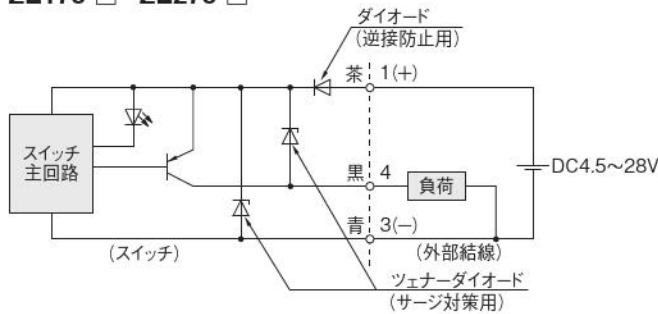 ダイオード
(逆接防止用)
茶 1(+)
スイッチ
主回路
黒 4
負荷
DC4.5～28V
青 3(−)
(スイッチ)
(外部結線)
ツェナーダイオード
(サージ対策用)